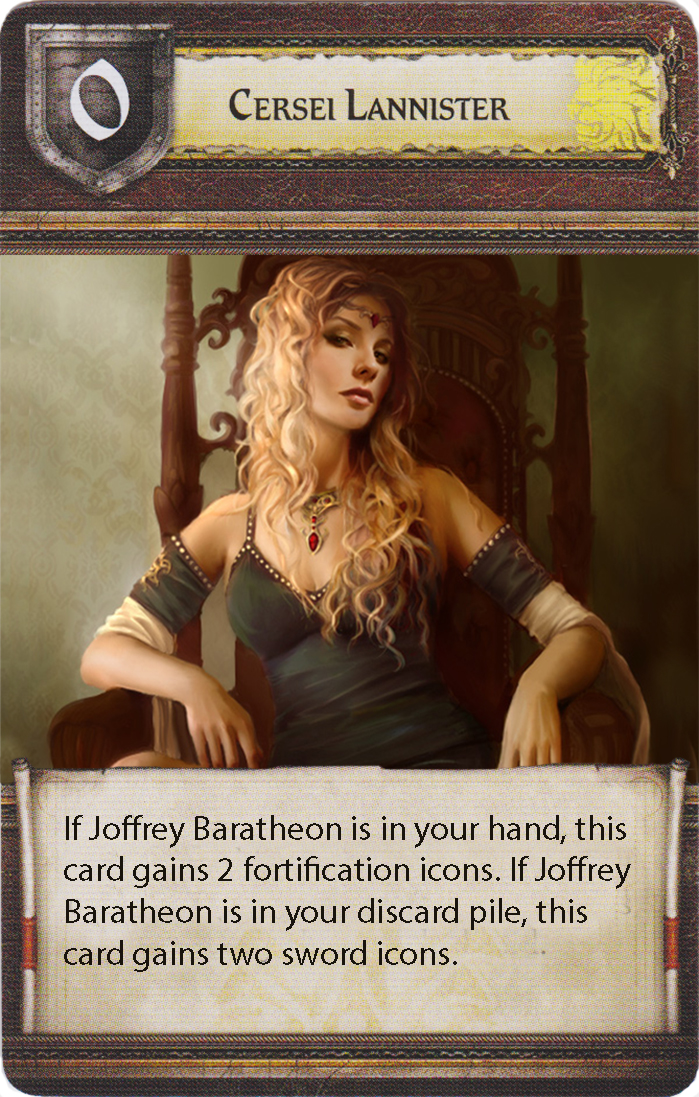 0
Cersei Lannister
If Joffrey Baratheon is in your hand, this
card gains 2 fortification icons. If Joffrey
Baratheon is in your discard pile, this
card gains two sword icons.